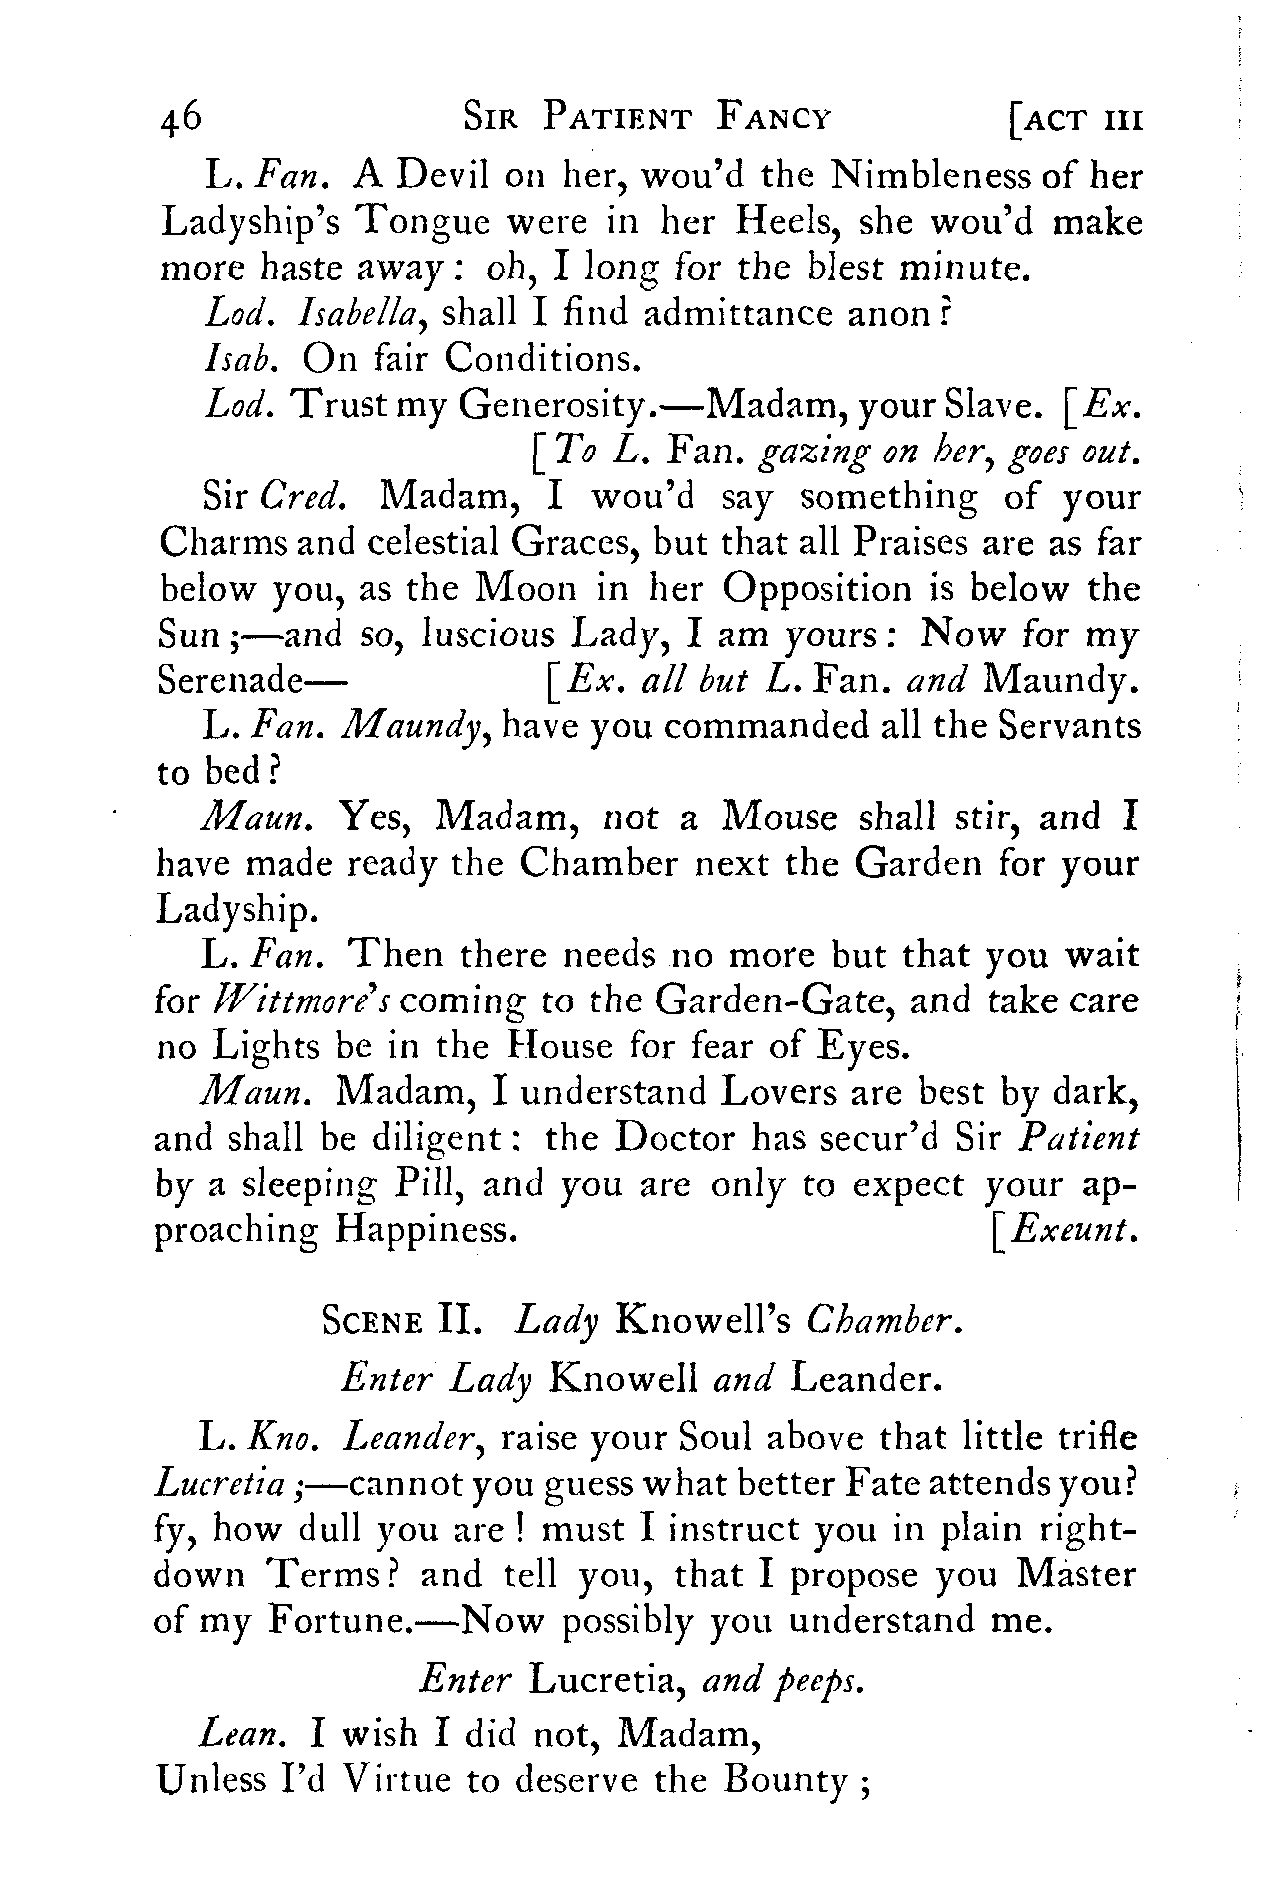 46 Sir Patient Fancy [act iii
L. Fan. A Devil on her, wou'd the Nimbleness of her
Ladyship's Tongue were in her Heels, she wou'd make
more haste away: oh, I long for the blest minute.
Lod. Isabella, shall I find admittance anon?
Isab. On fair Conditions.
Lod. Trust my Generosity.—Madam, your Slave. [Ex.
[To L. Fan. gazing on her, goes out.
Sir Cred. Madam, I wou'd say something of your
Charms and celestial Graces, but that all Praises are as far
below you, as the Moon in her Opposition is below the
Sun;—and so, luscious Lady, I am yours: Now for my
Serenade— [Ex. all but L. Fan. and Maundy.
L. Fan. Maundy, have you commanded all the Servants
to bed?
Maun. Yes, Madam, not a Mouse shall stir, and I
have made ready the Chamber next the Garden for your
Ladyship.
L. Fan. Then there needs no more but that you wait
for Wittmore's coming to the Garden-Gate, and take care
no Lights be in the House for fear of Eyes.
Maun. Madam, I understand Lovers are best by dark,
and shall be diligent: the Doctor has secur'd Sir Patient
by a sleeping Pill, and you are only to expect your ap-
proaching Happiness. [Exeunt.
Scene II. Lady Knowell's Chamber.
Enter Lady Knowell and Leander.
L. Kno. Leander, raise your Soul above that little trifle
Lucretia;—cannot you guess what better Fate attends you?
fy, how dull you are! must I instruct you in plain right-
down Terms? and tell you, that I propose you Master
of my Fortune.—Now possibly you understand me.
Enter Lucretia, and peeps.
Lean. I wish I did not, Madam,
Unless I'd Virtue to deserve the Bounty;